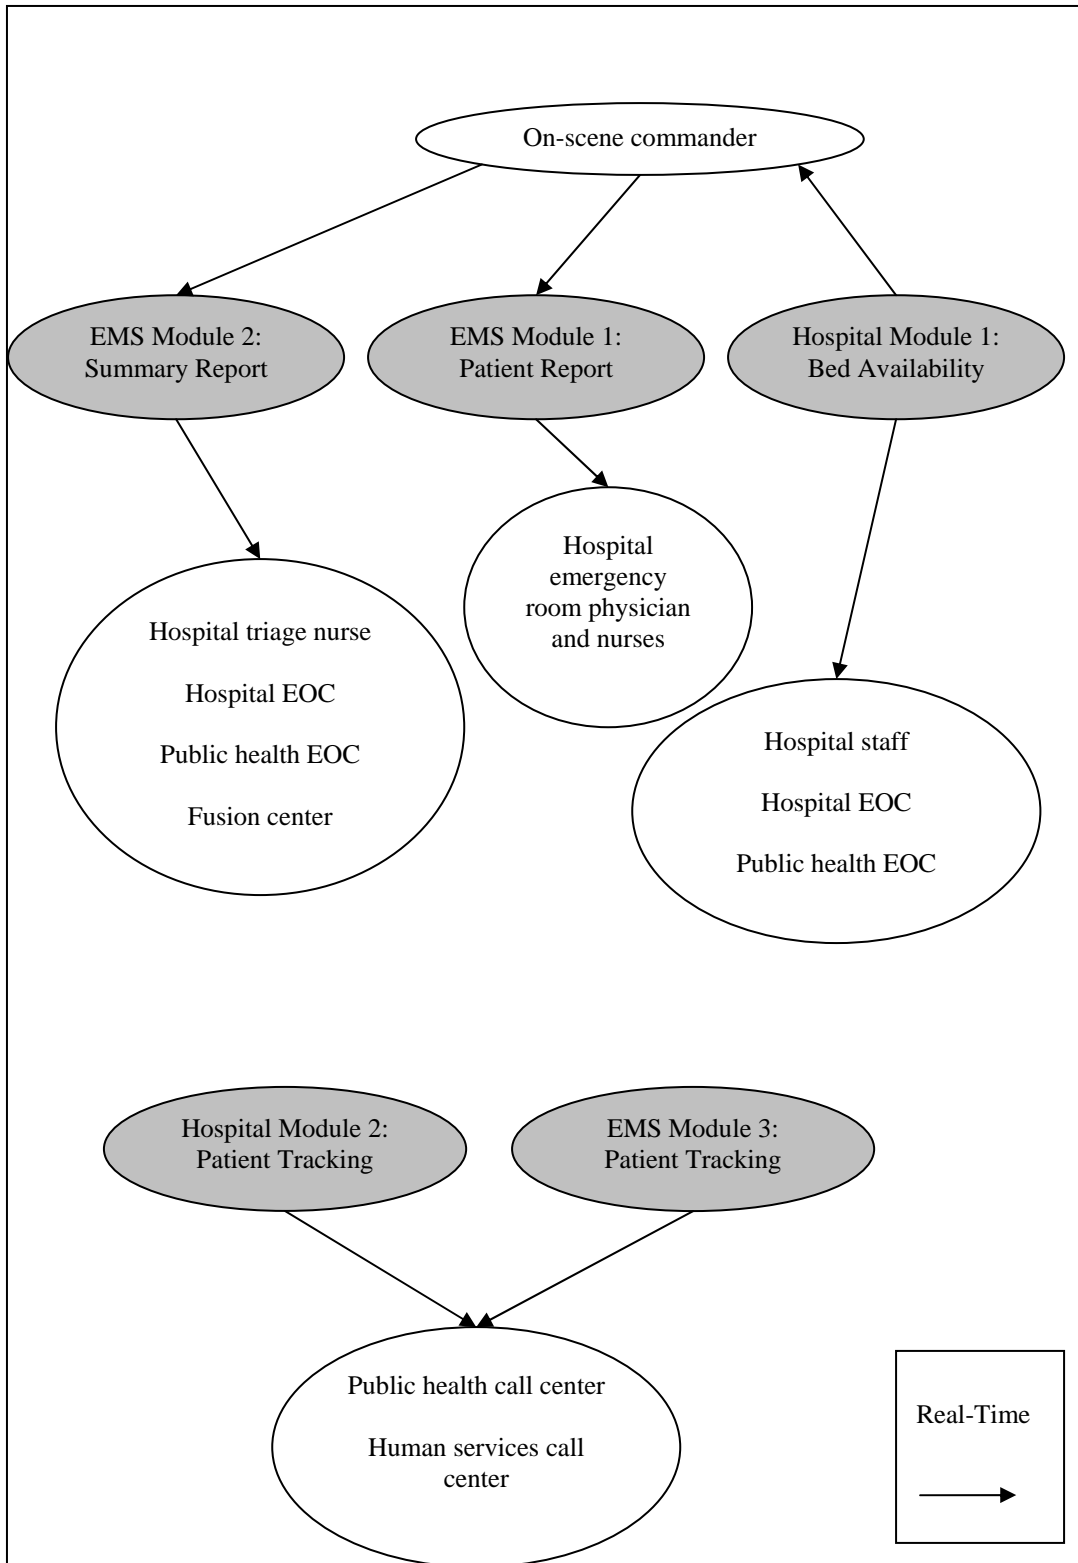 On-scene commander
EMS Module 2:
Summary Report
EMS Module 1:
Patient Report
Hospital Module 1:
Bed Availability
Hospital
emergency
room physician
and nurses
Hospital triage nurse
Hospital EOC
Public health EOC
Fusion center
Hospital staff
Hospital EOC
Public health EOC
Hospital Module 2:
Patient Tracking
EMS Module 3:
Patient Tracking
Public health call center
Human services call
center
Real-Time